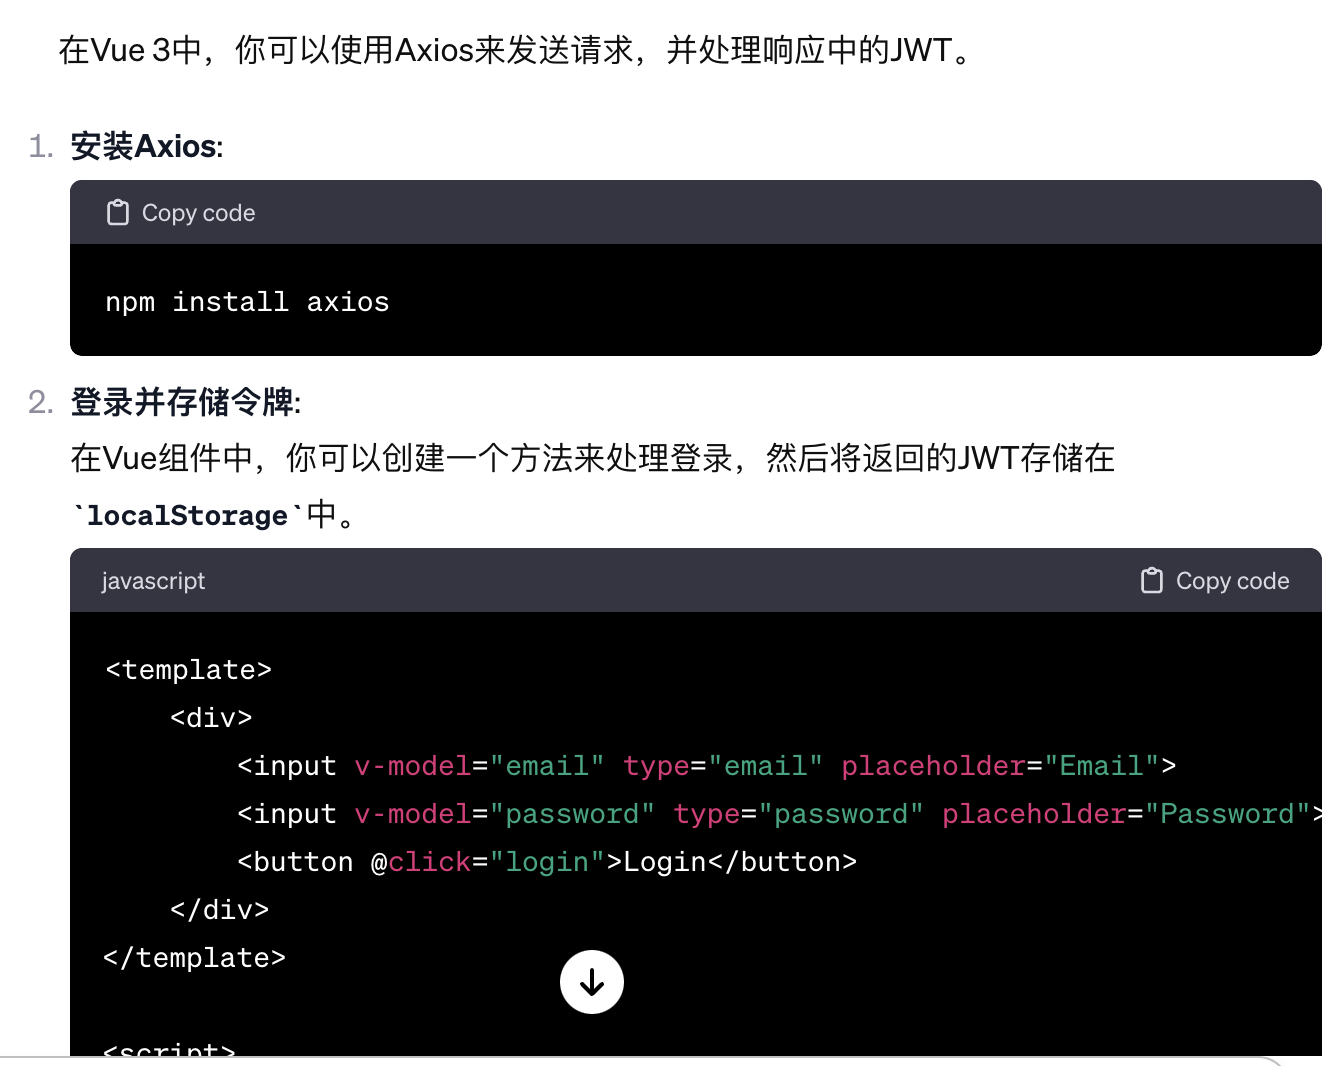 在Vue 3中，你可以使用Axios来发送请求，并处理响应中的JWT。
1. 安装Axios:
Copy code
npm install axios
2. 登录并存储令牌:
在Vue组件中，你可以创建一个方法来处理登录，然后将返回的JWT存储在
`localStorage`中。
javascript Copy code
<template>
    <div>
        <input v-model="email" type="email" placeholder="Email">
        <input v-model="password" type="password" placeholder="Password">
        <button @click="login">Login</button>
    </div>
</template>
<script>